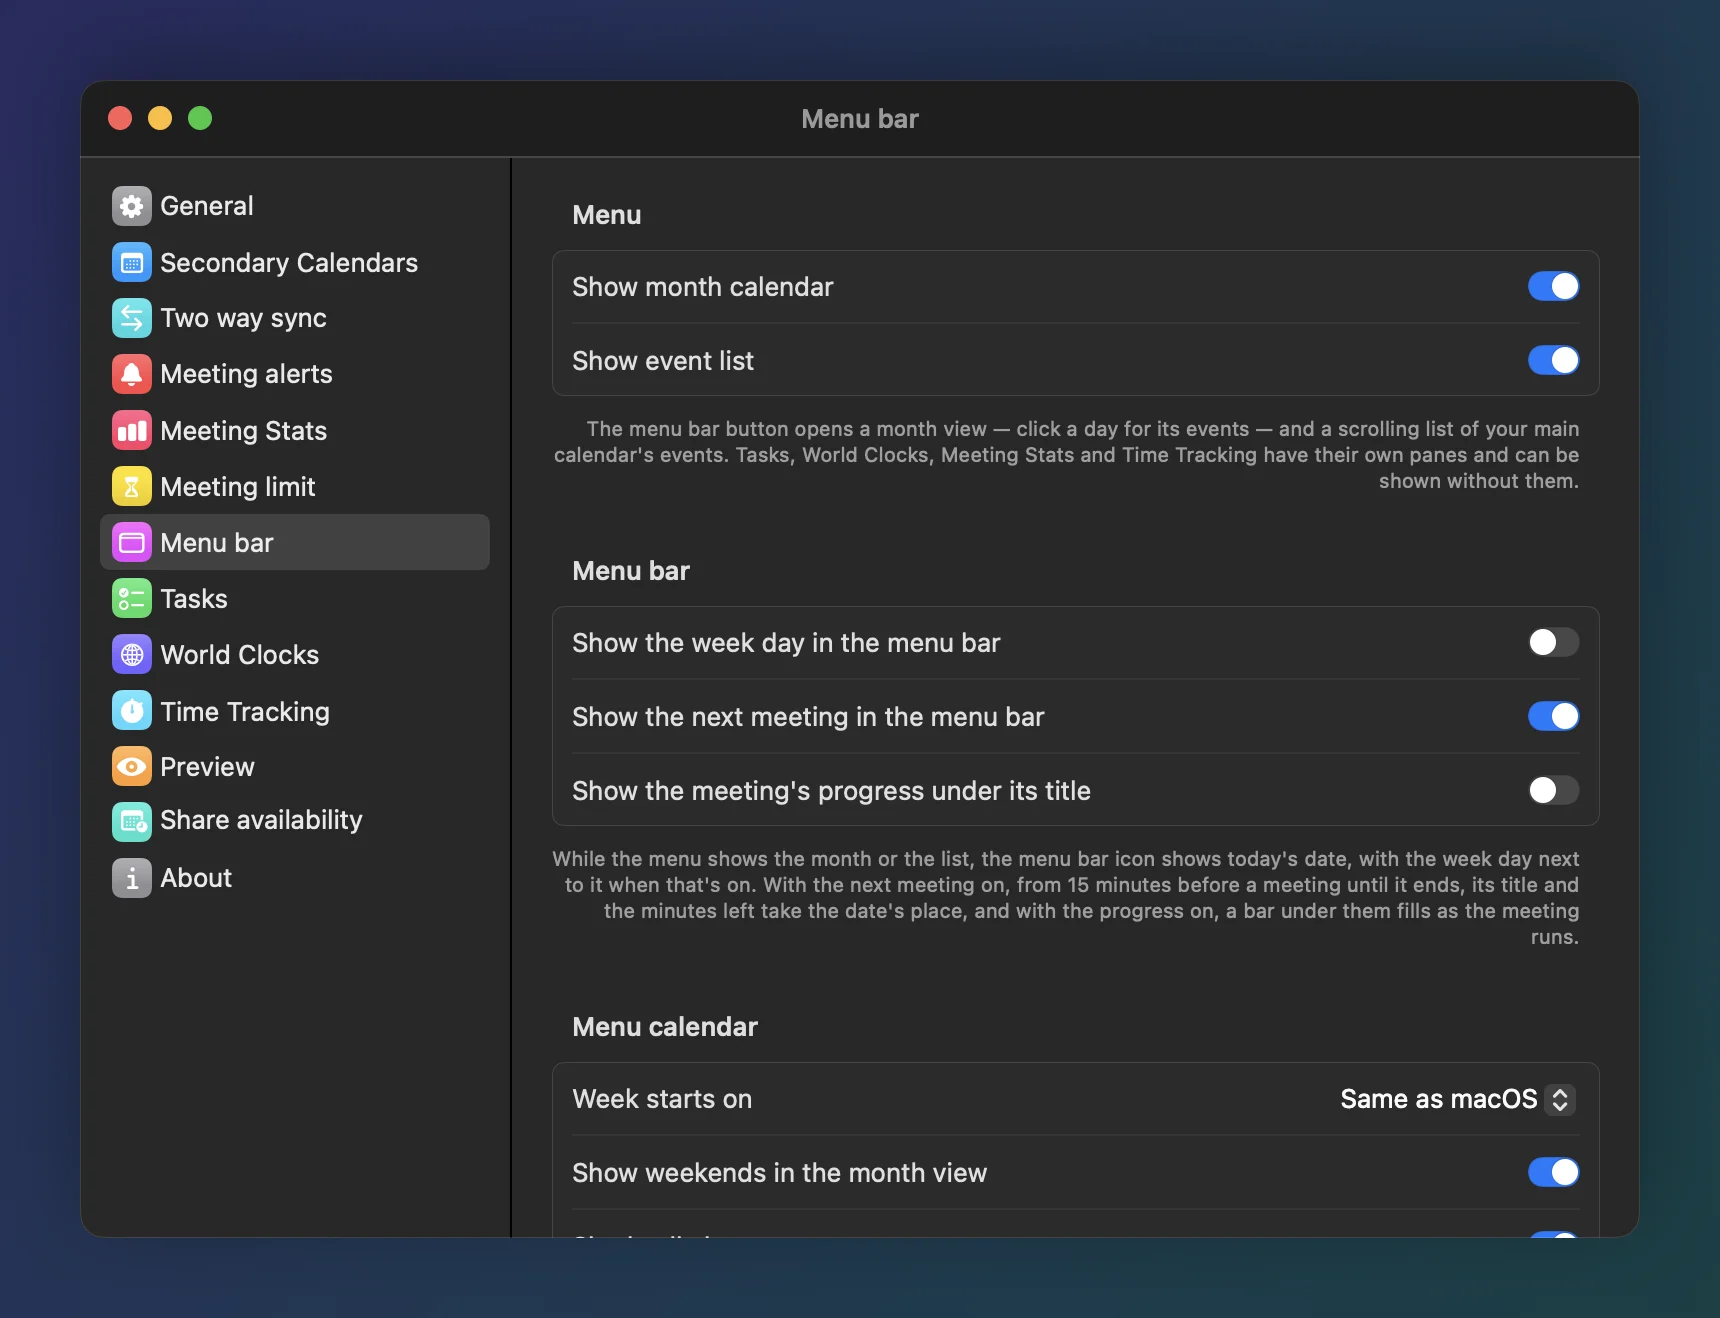 Menu bar
General
Secondary Calendars
Two way sync
Meeting alerts
Meeting Stats
Meeting limit
Menu bar
Tasks
World Clocks
Time Tracking
Preview
Share availability
About
Menu
Show month calendar
Show event list
The menu bar button opens a month view — click a day for its events — and a scrolling list of your main
calendar's events. Tasks, World Clocks, Meeting Stats and Time Tracking have their own panes and can be
shown without them.
Menu bar
Show the week day in the menu bar
Show the next meeting in the menu bar
Show the meeting's progress under its title
While the menu shows the month or the list, the menu bar icon shows today's date, with the week day next
to it when that's on. With the next meeting on, from 15 minutes before a meeting until it ends, its title and
the minutes left take the date's place, and with the progress on, a bar under them fills as the meeting
runs.
Menu calendar
Week starts on
Same as macOS
Show weekends in the month view